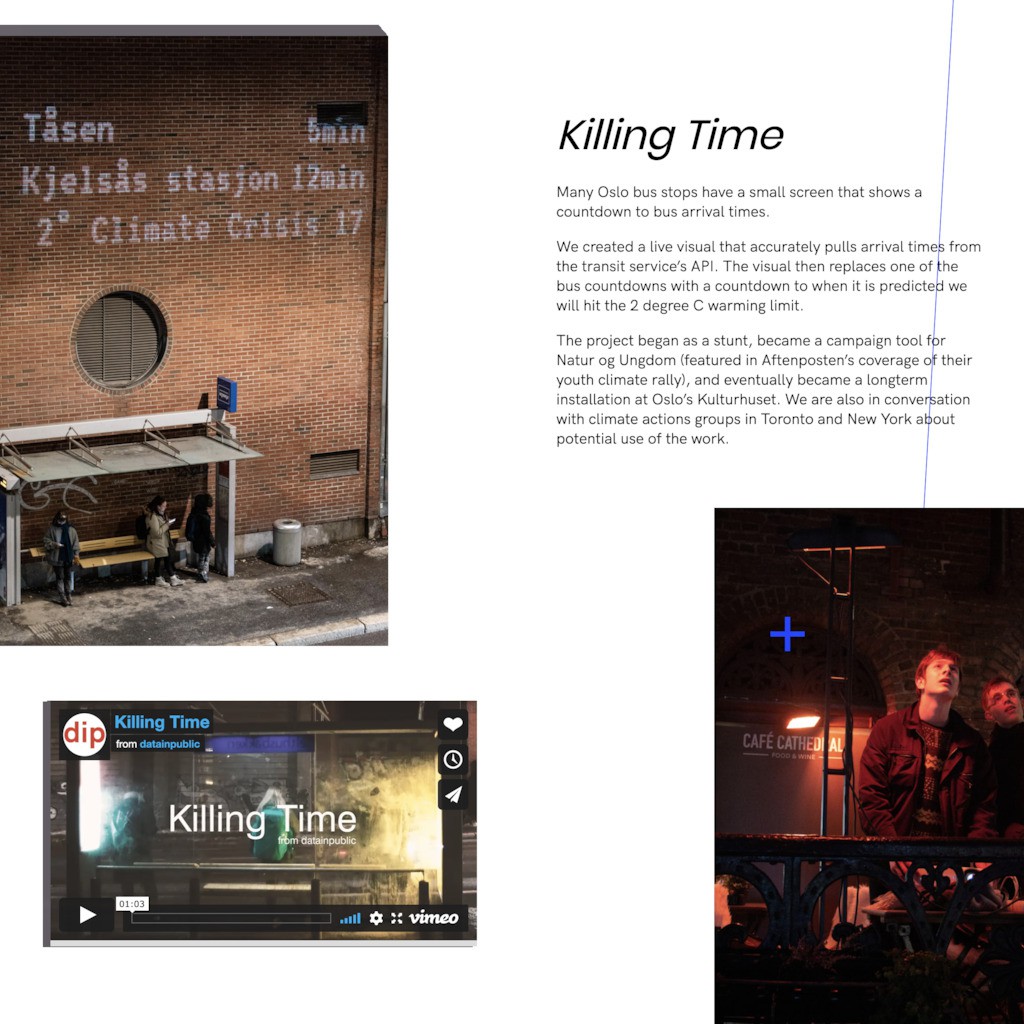 Tåsen 5min
Kjelsås stasjon 12min
2° Climate Crisis 17
Killing Time
Many Oslo bus stops have a small screen that shows a
countdown to bus arrival times.
We created a live visual that accurately pulls arrival times from
the transit service's API. The visual then replaces one of the
bus countdowns with a countdown to when it is predicted we
will hit the 2 degree C warming limit.
The project began as a stunt, became a campaign tool for
Natur og Ungdom (featured in Aftenposten's coverage of their
youth climate rally), and eventually became a longterm
installation at Oslo's Kulturhuset. We are also in conversation
with climate actions groups in Toronto and New York about
potential use of the work.
dip
Killing Time
from datainpublic
Killing Time
from datainpublic
01:03
vimeo
CAFÉ CATHEDRAL
FOOD & WINE